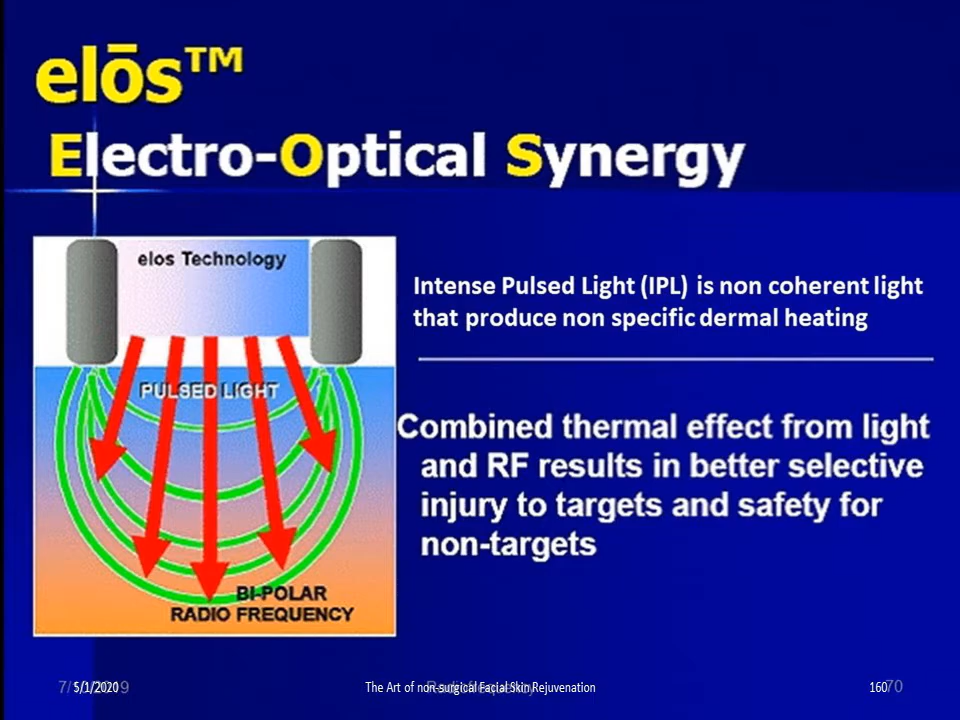 elōs™
Electro-Optical Synergy
elos Technology
PULSED LIGHT
BI-POLAR
RADIO FREQUENCY
Intense Pulsed Light (IPL) is non coherent light
that produce non specific dermal heating
Combined thermal effect from light
and RF results in better selective
injury to targets and safety for
non-targets
5/1/2020
The Art of non-surgical Facial Skin Rejuvenation
160
70